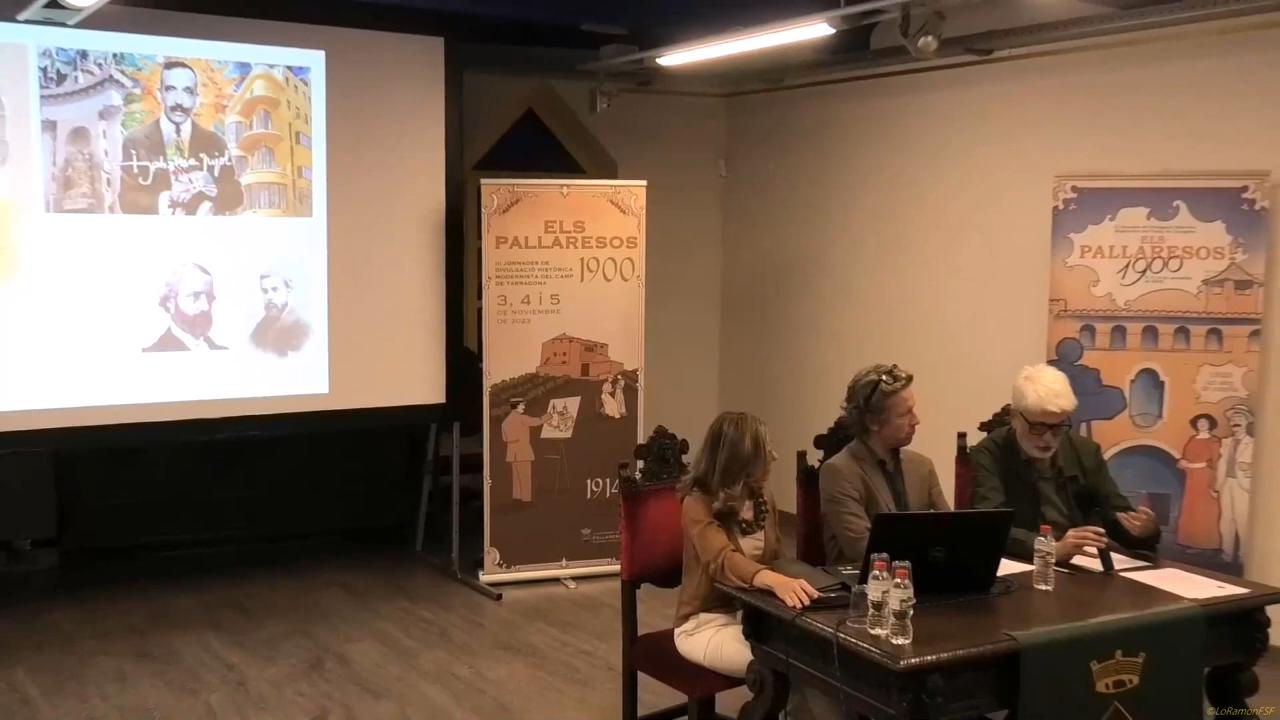 ELS
PALLARESOS
III JORNADES DE
DIVULGACIÓ HISTÒRICA
MODERNISTA DEL CAMP
DE TARRAGONA
1900
3, 4 i 5
DE NOVIEMBRE
DE 2023
1914
PALLARESOS
ELS
PALLARESOS
1900
©LoRamonFSF